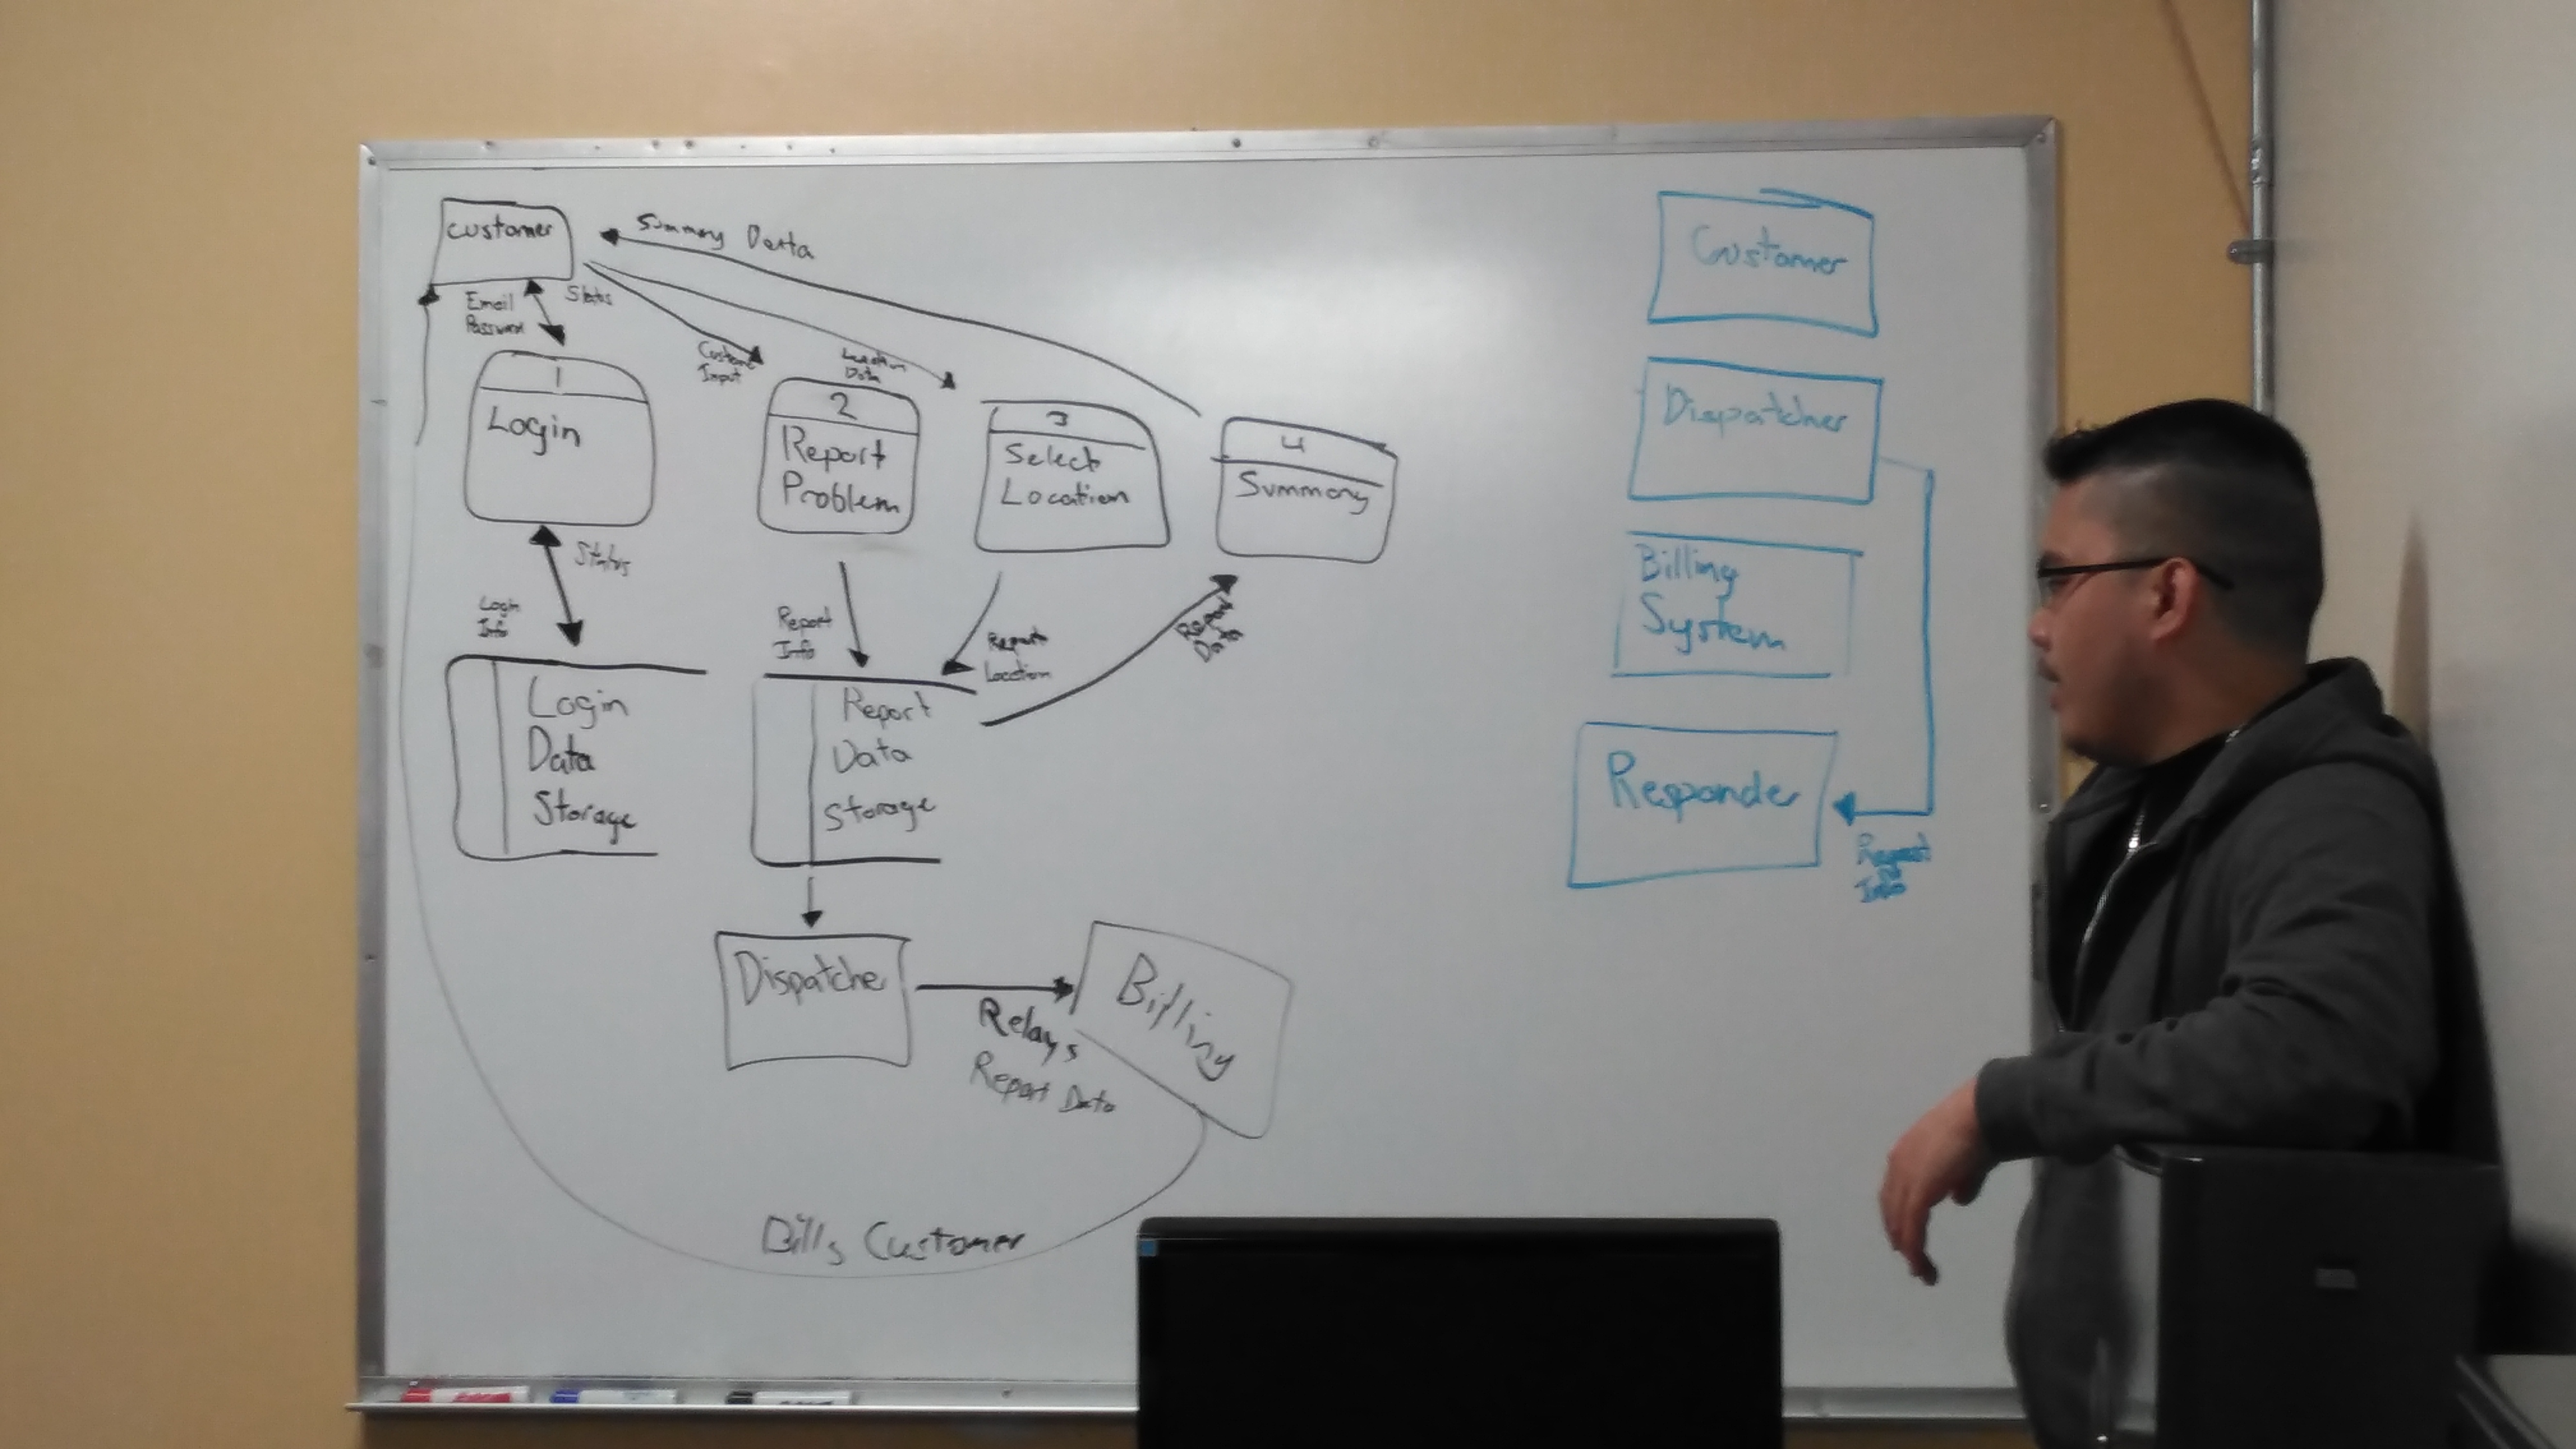 customer
Summary Data
Email
Password
Status
Custome
Input
Location
Data
1
Login
2
Report
Problem
3
Select
Location
4
Summary
Status
Login
Info
Report
Info
Report
Location
Report
Data
Login
Data
Storage
Report
Data
Storage
Dispatcher
Relays
Report Data
Billing
Bills Customer
Customer
Dispatcher
Billing
System
Responder
Info